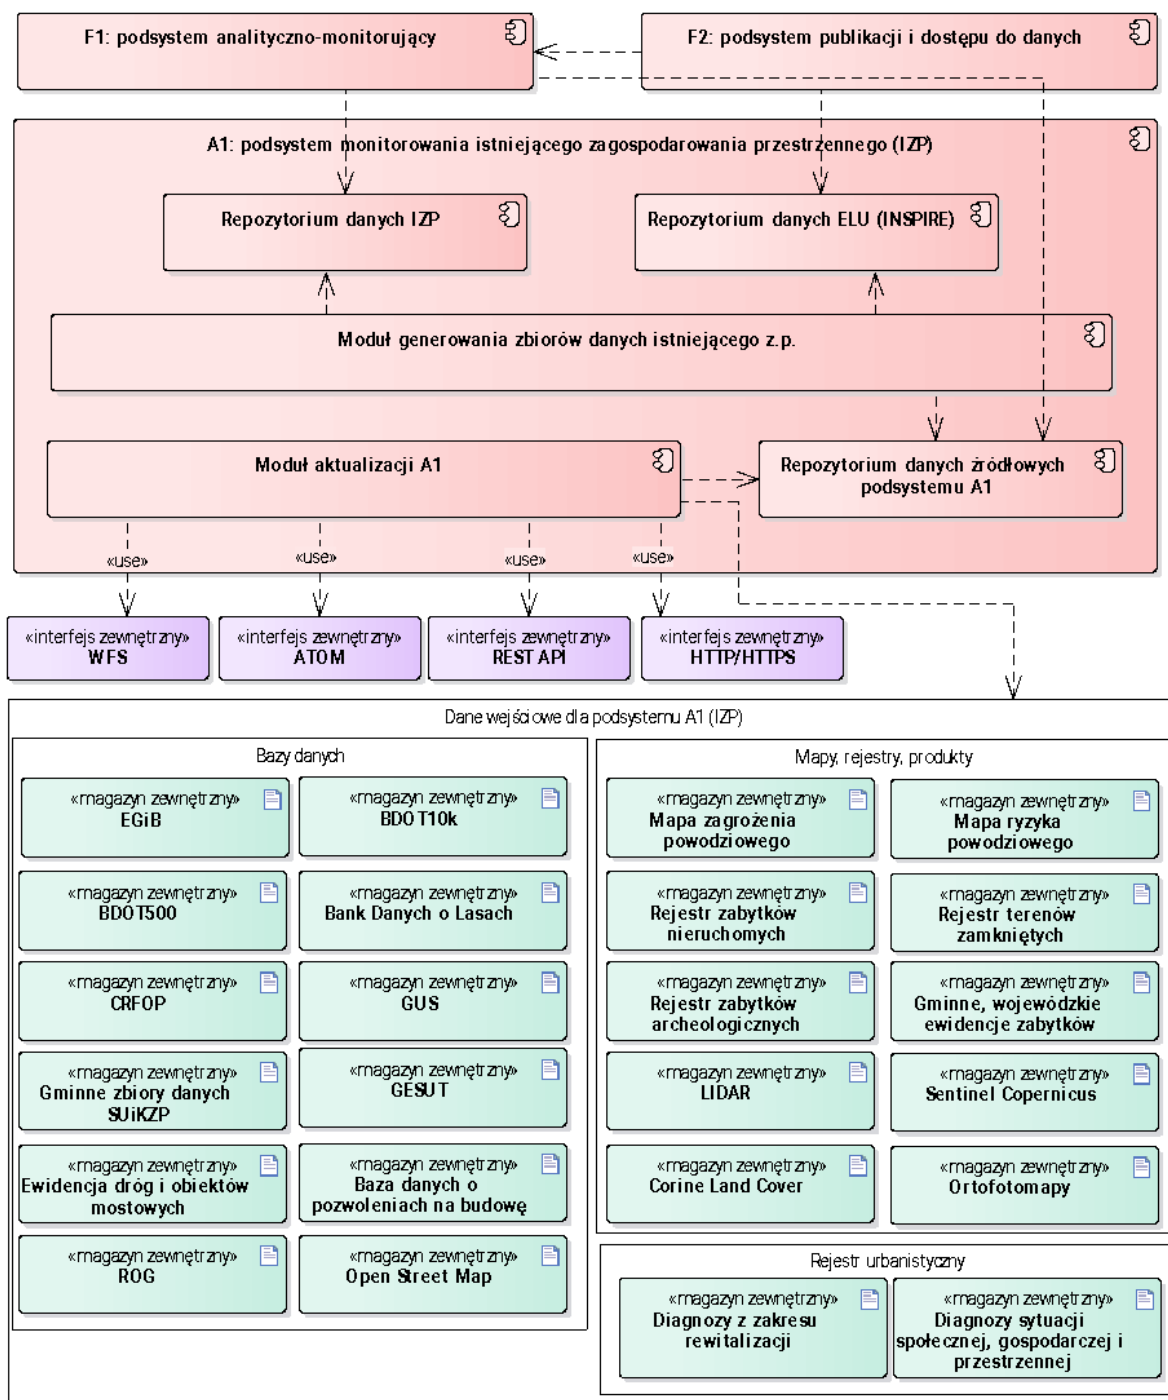 F1: podsystem analityczno-monitorujący
F2: podsystem publikacji i dostępu do danych
A1: podsystem monitorowania istniejącego zagospodarowania przestrzennego (IZP)
Repozytorium danych IZP
Repozytorium danych ELU (INSPIRE)
Moduł generowania zbiorów danych istniejącego z.p.
Moduł aktualizacji A1
Repozytorium danych źródłowych
podsystemu A1
«use»
«use»
«use»
«use»
«interfejs zewnętrzny»
WFS
«interfejs zewnętrzny»
ATOM
«interfejs zewnętrzny»
REST API
«interfejs zewnętrzny»
HTTP/HTTPS
Dane wejściowe dla podsystemu A1 (IZP)
Bazy danych
«magazyn zewnętrzny»
EGiB
«magazyn zewnętrzny»
BDOT10k
«magazyn zewnętrzny»
BDOT500
«magazyn zewnętrzny»
Bank Danych o Lasach
«magazyn zewnętrzny»
CRFOP
«magazyn zewnętrzny»
GUS
«magazyn zewnętrzny»
Gminne zbiory danych
SUiKZP
«magazyn zewnętrzny»
GESUT
«magazyn zewnętrzny»
Ewidencja dróg i obiektów
mostowych
«magazyn zewnętrzny»
Baza danych o
pozwoleniach na budowę
«magazyn zewnętrzny»
ROG
«magazyn zewnętrzny»
Open Street Map
Mapy, rejestry, produkty
«magazyn zewnętrzny»
Mapa zagrożenia
powodziowego
«magazyn zewnętrzny»
Mapa ryzyka
powodziowego
«magazyn zewnętrzny»
Rejestr zabytków
nieruchomych
«magazyn zewnętrzny»
Rejestr terenów
zamkniętych
«magazyn zewnętrzny»
Rejestr zabytków
archeologicznych
«magazyn zewnętrzny»
Gminne, wojewódzkie
ewidencje zabytków
«magazyn zewnętrzny»
LIDAR
«magazyn zewnętrzny»
Sentinel Copernicus
«magazyn zewnętrzny»
Corine Land Cover
«magazyn zewnętrzny»
Ortofotomapy
Rejestr urbanistyczny
«magazyn zewnętrzny»
Diagnozy z zakresu
rewitalizacji
«magazyn zewnętrzny»
Diagnozy sytuacji
społecznej, gospodarczej i
przestrzennej